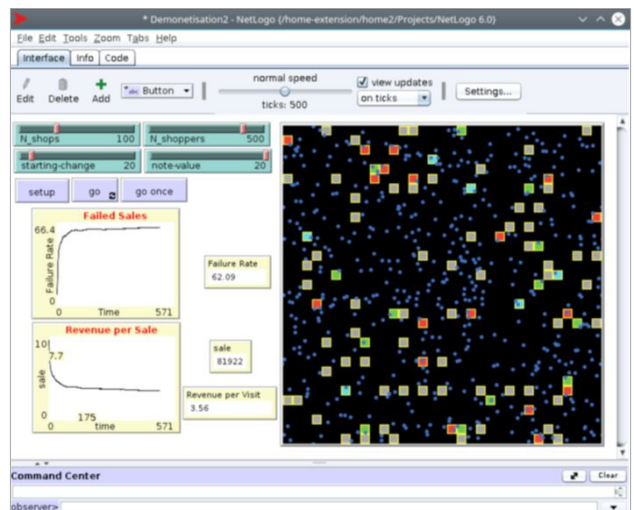 * Demonetisation2 - NetLogo {/home-extension/home2/Projects/NetLogo 6.0}
File Edit Tools Zoom Tabs Help
Interface Info Code
Edit Delete Add abc Button normal speed view updates
ticks: 500 on ticks Settings...
N_shops 100 N_shoppers 500
starting-change 20 note-value 20
setup go go once
Failed Sales
66.4
Failure Rate
0
0 Time 571
Failure Rate
62.09
Revenue per Sale
10
7.7
sale
0
175
0 time 571
sale
81922
Revenue per Visit
3.56
Command Center Clear
observer>